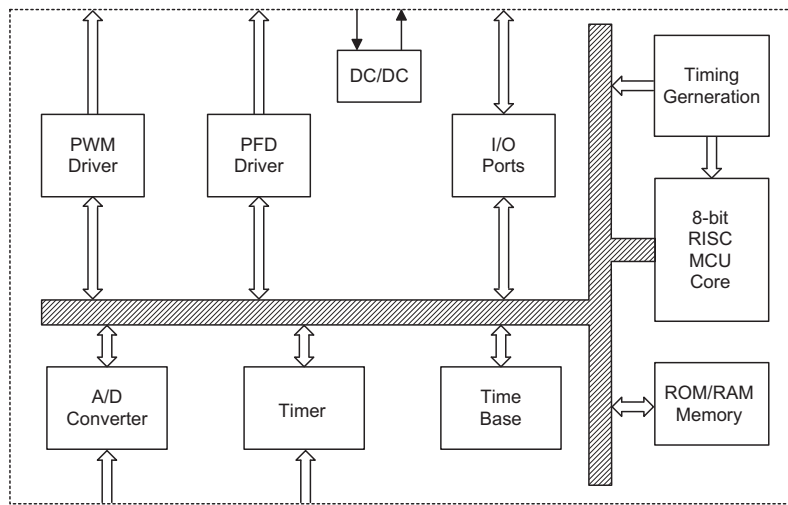 DC/DC
Timing
Gerneration
PWM
Driver
PFD
Driver
I/O
Ports
8-bit
RISC
MCU
Core
A/D
Converter
Timer
Time
Base
ROM/RAM
Memory